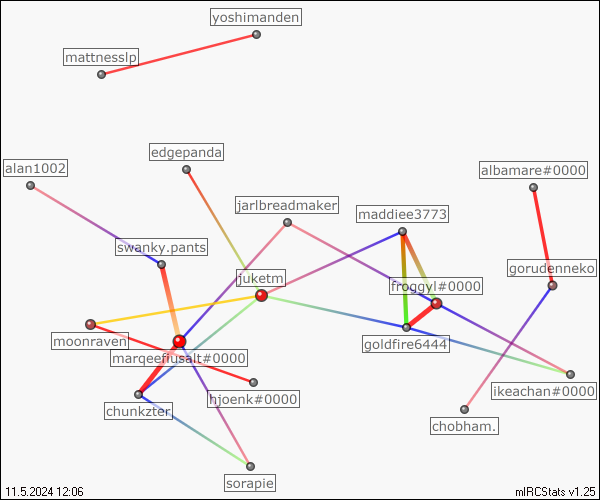 yoshimanden
mattnesslp
edgepanda
alan1002
albamare#0000
jarlbreadmaker
maddiee3773
swanky.pants
gorudenneko
juketm
froggyl#0000
moonraven
goldfire6444
marqeefiusalt#0000
ikeachan#0000
hjoenk#0000
chunkzter
chobham.
sorapie
11.5.2024 12:06
mIRCStats v1.25